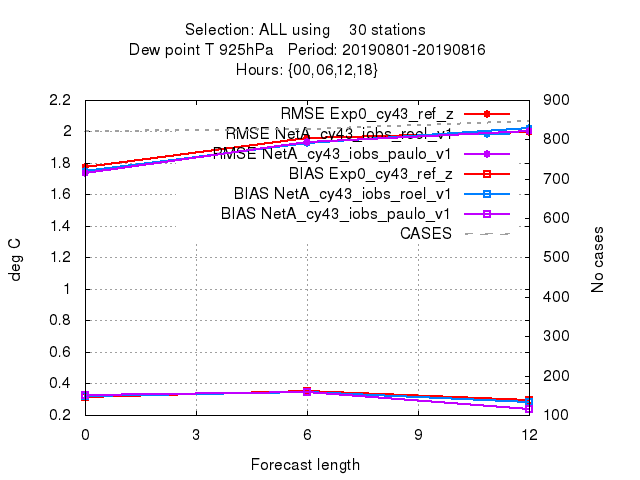 Selection: ALL using 30 stations
Dew point T 925hPa Period: 20190801-20190816
Hours: {00,06,12,18}
RMSE Exp0_cy43_ref_z
RMSE NetA_cy43_iobs_roel_v1
RMSE NetA_cy43_iobs_paulo_v1
BIAS Exp0_cy43_ref_z
BIAS NetA_cy43_iobs_roel_v1
BIAS NetA_cy43_iobs_paulo_v1
CASES
deg C
2.2
2
1.8
1.6
1.4
1.2
1
0.8
0.6
0.4
0.2
900
800
700
600
500
400
300
200
100
No cases
0 3 6 9 12
Forecast length